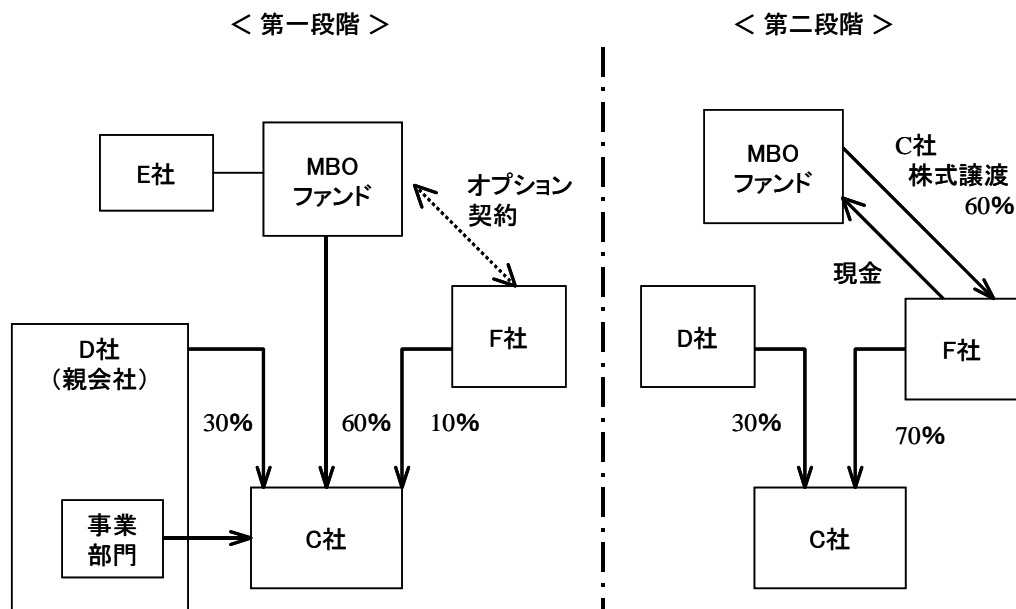 < 第一段階 >
E社
MBO
ファンド
オプション
契約
D社
（親会社）
F社
30%
60%
10%
事業
部門
C社
< 第二段階 >
MBO
ファンド
C社
株式譲渡
60%
現金
D社
F社
30%
70%
C社